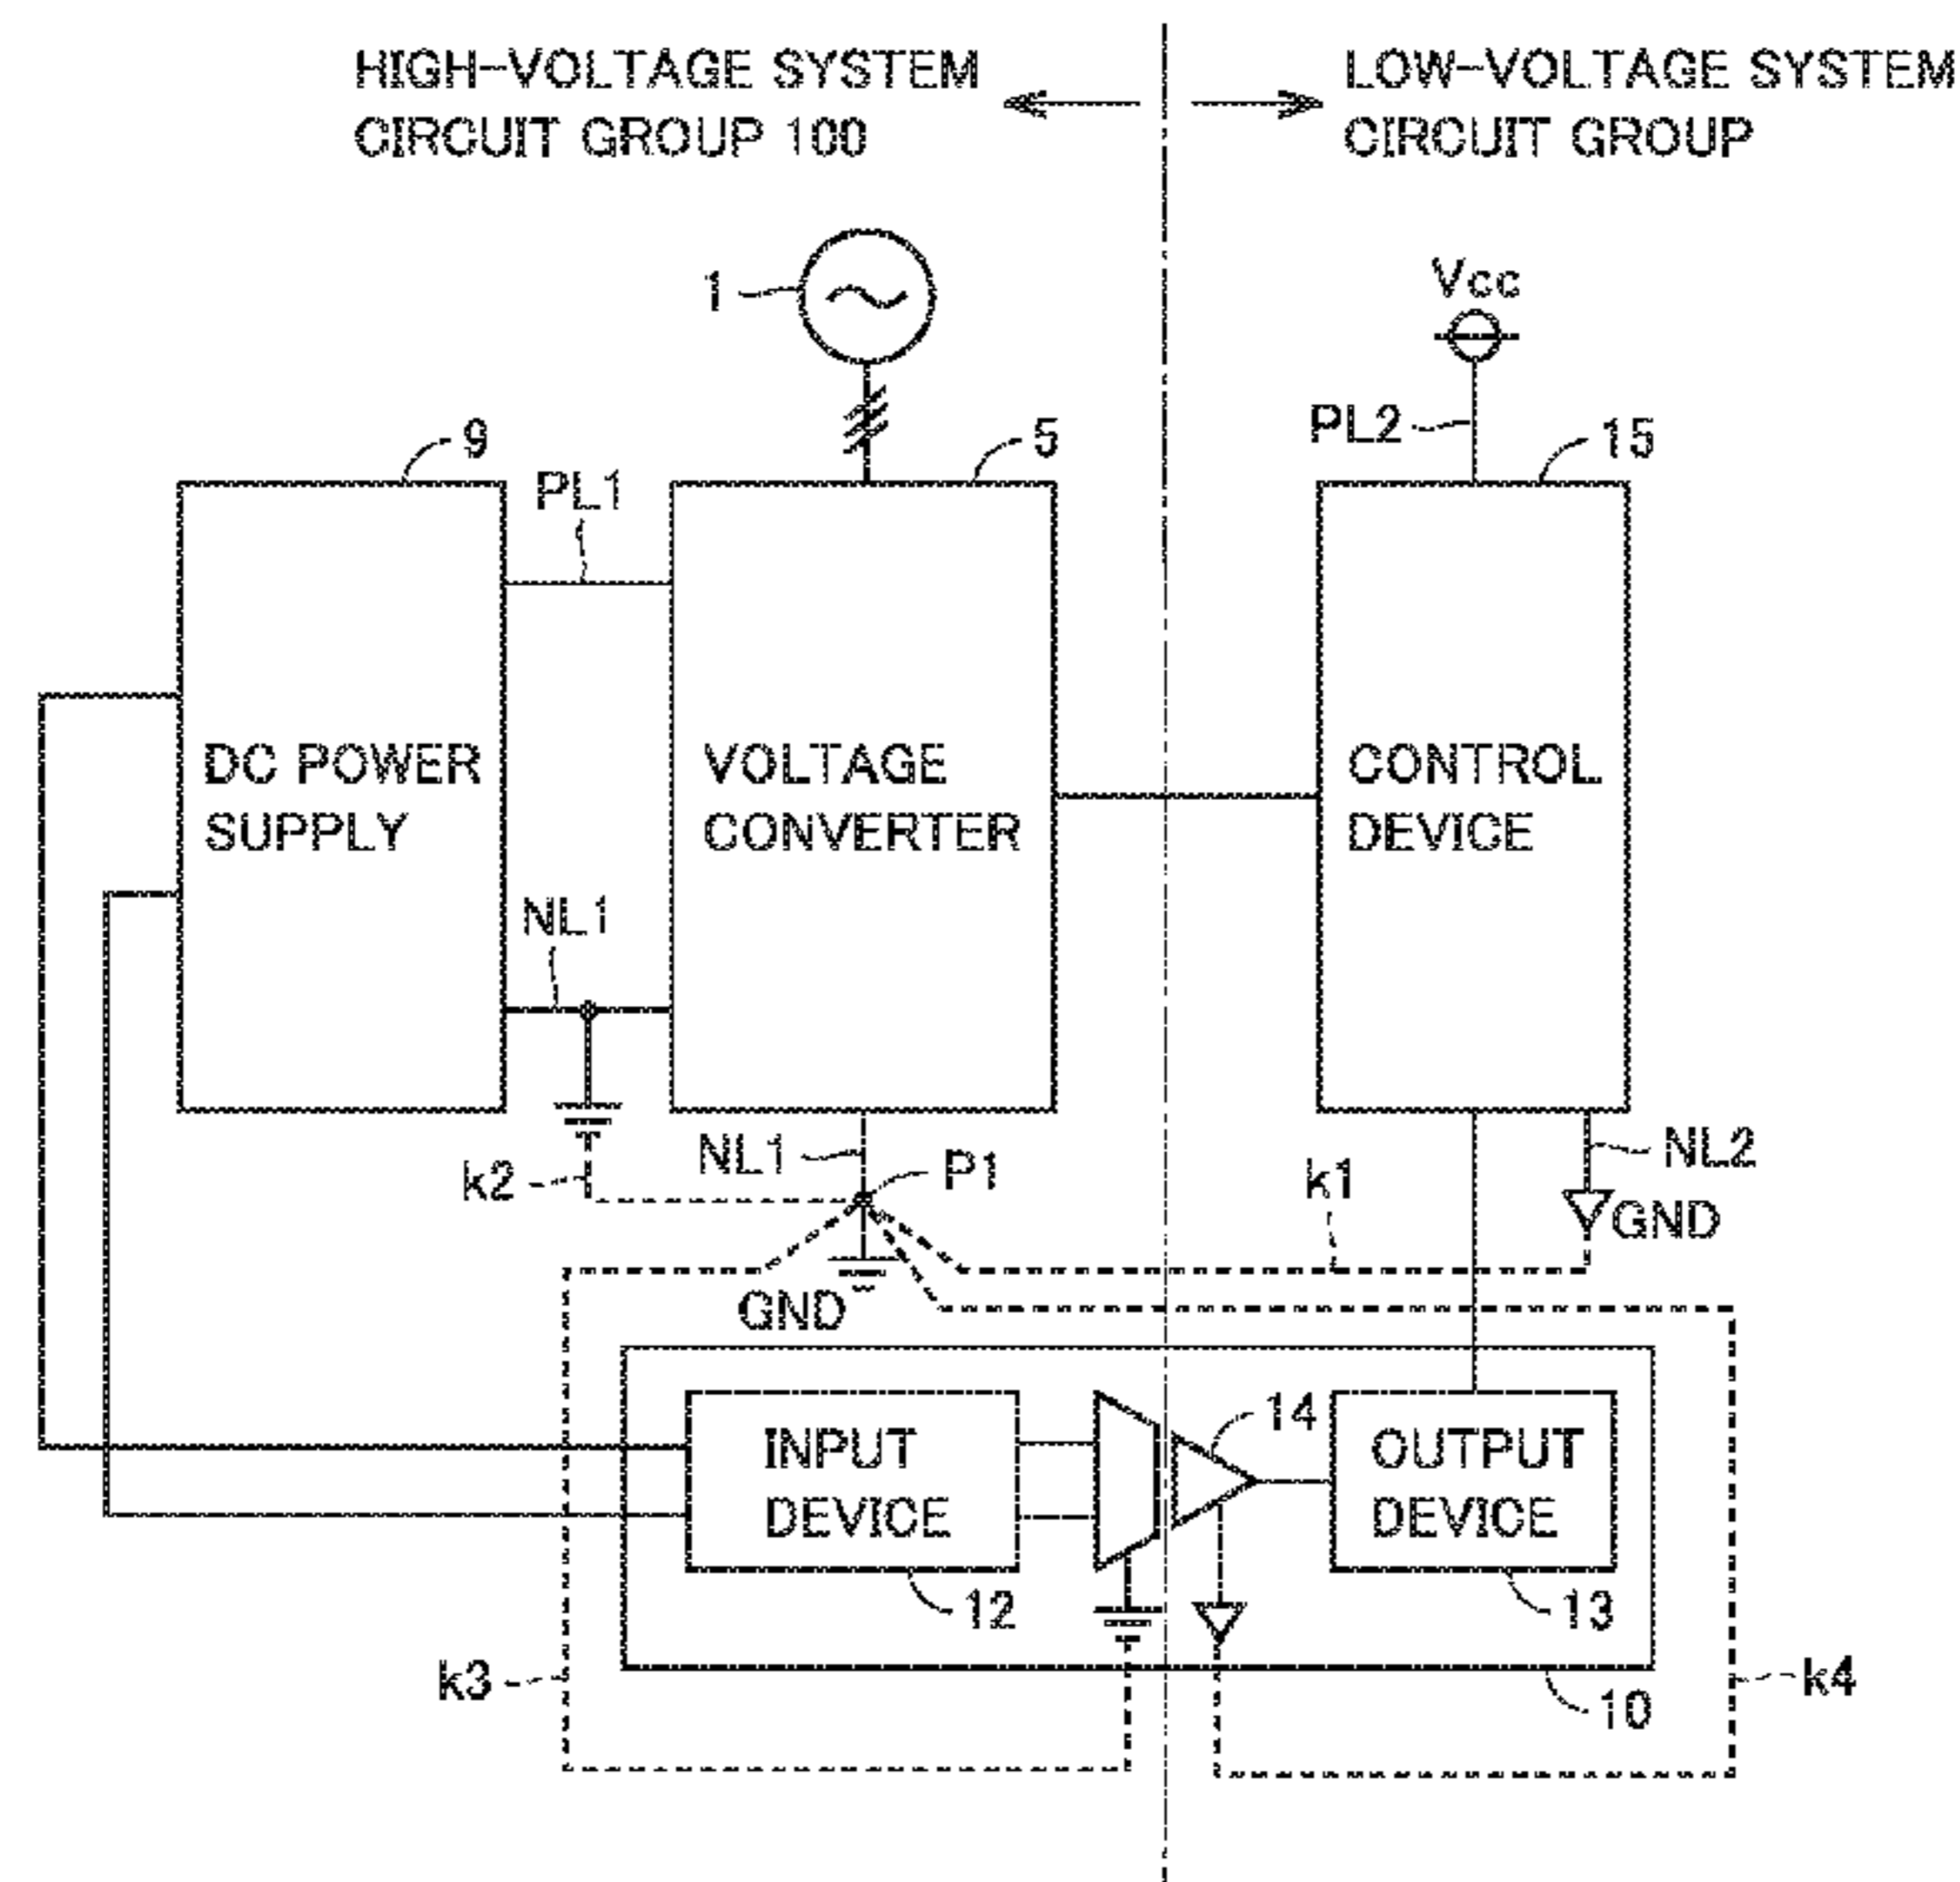 HIGH-VOLTAGE SYSTEM
CIRCUIT GROUP 100
LOW-VOLTAGE SYSTEM
CIRCUIT GROUP
1
Vcc
PL2
9
5
15
PL1
DC POWER
SUPPLY
VOLTAGE
CONVERTER
CONTROL
DEVICE
NL1
NL1
P1
k2
k1
NL2
GND
GND
INPUT
DEVICE
14
OUTPUT
DEVICE
12
13
k3
k4
10